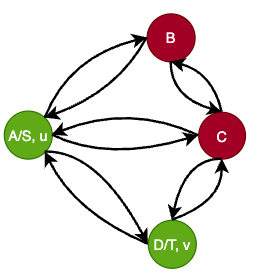 B
A/S, u
C
D/T, v